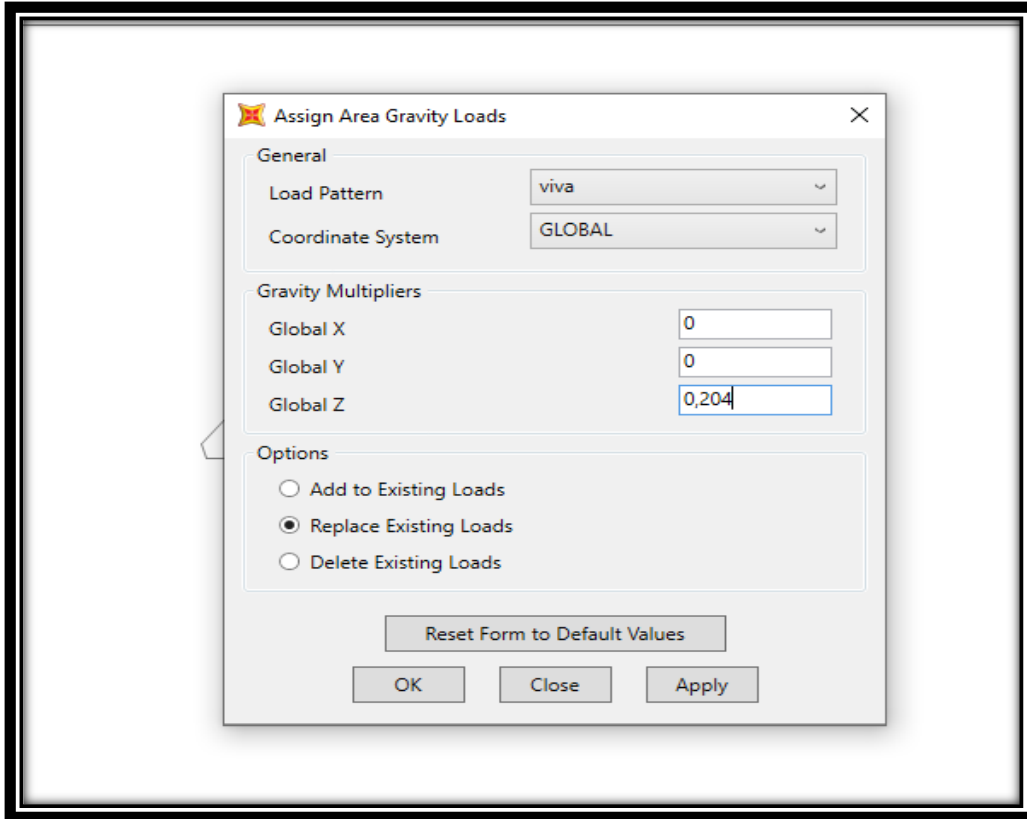 Assign Area Gravity Loads
General
Load Pattern viva
Coordinate System GLOBAL
Gravity Multipliers
Global X 0
Global Y 0
Global Z 0,204
Options
Add to Existing Loads
Replace Existing Loads
Delete Existing Loads
Reset Form to Default Values
OK Close Apply